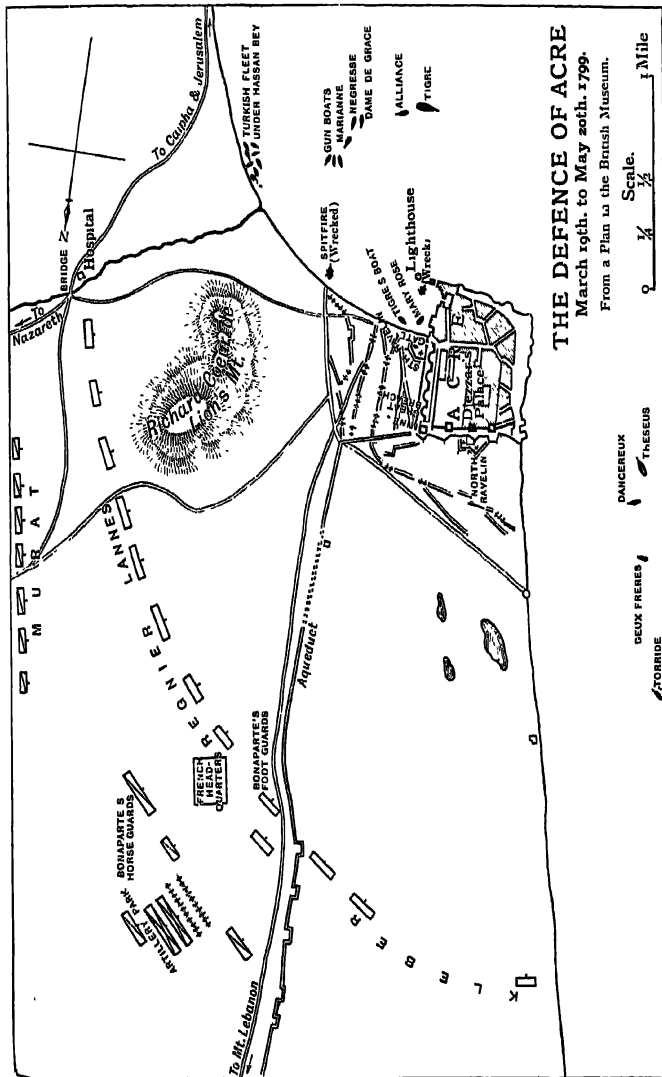 THE DEFENCE OF ACRE
March 19th. to May 20th. 1799.
From a Plan in the British Museum.
Scale.
0 ¼ ½ 1 Mile
To Mt. Lebanon
ARTILLERY PARK
BONAPARTE S
HORSE GUARDS
FRENCH
HEAD-
QUARTERS
BONAPARTE'S
FOOT GUARDS
KLEBER
REGNIER
LANNES
MURAT
Aqueduct
Richard Coeur de
Lion's Mt.
To
Nazareth
BRIDGE
N
Hospital
To Caipha & Jerusalem
TURKISH FLEET
UNDER HASSAN BEY
GUN BOATS
MARIANNE
NEGRESSE
DAME DE GRACE
ALLIANCE
TIGRE
SPITFIRE
(Wrecked)
TIGRE'S BOAT
MARY ROSE
Lighthouse
ACRE
Djezzar's
Palace
NORTH
RAVELIN
DANCEREUX
THESEUS
DEUX FRERES
TORRIDE